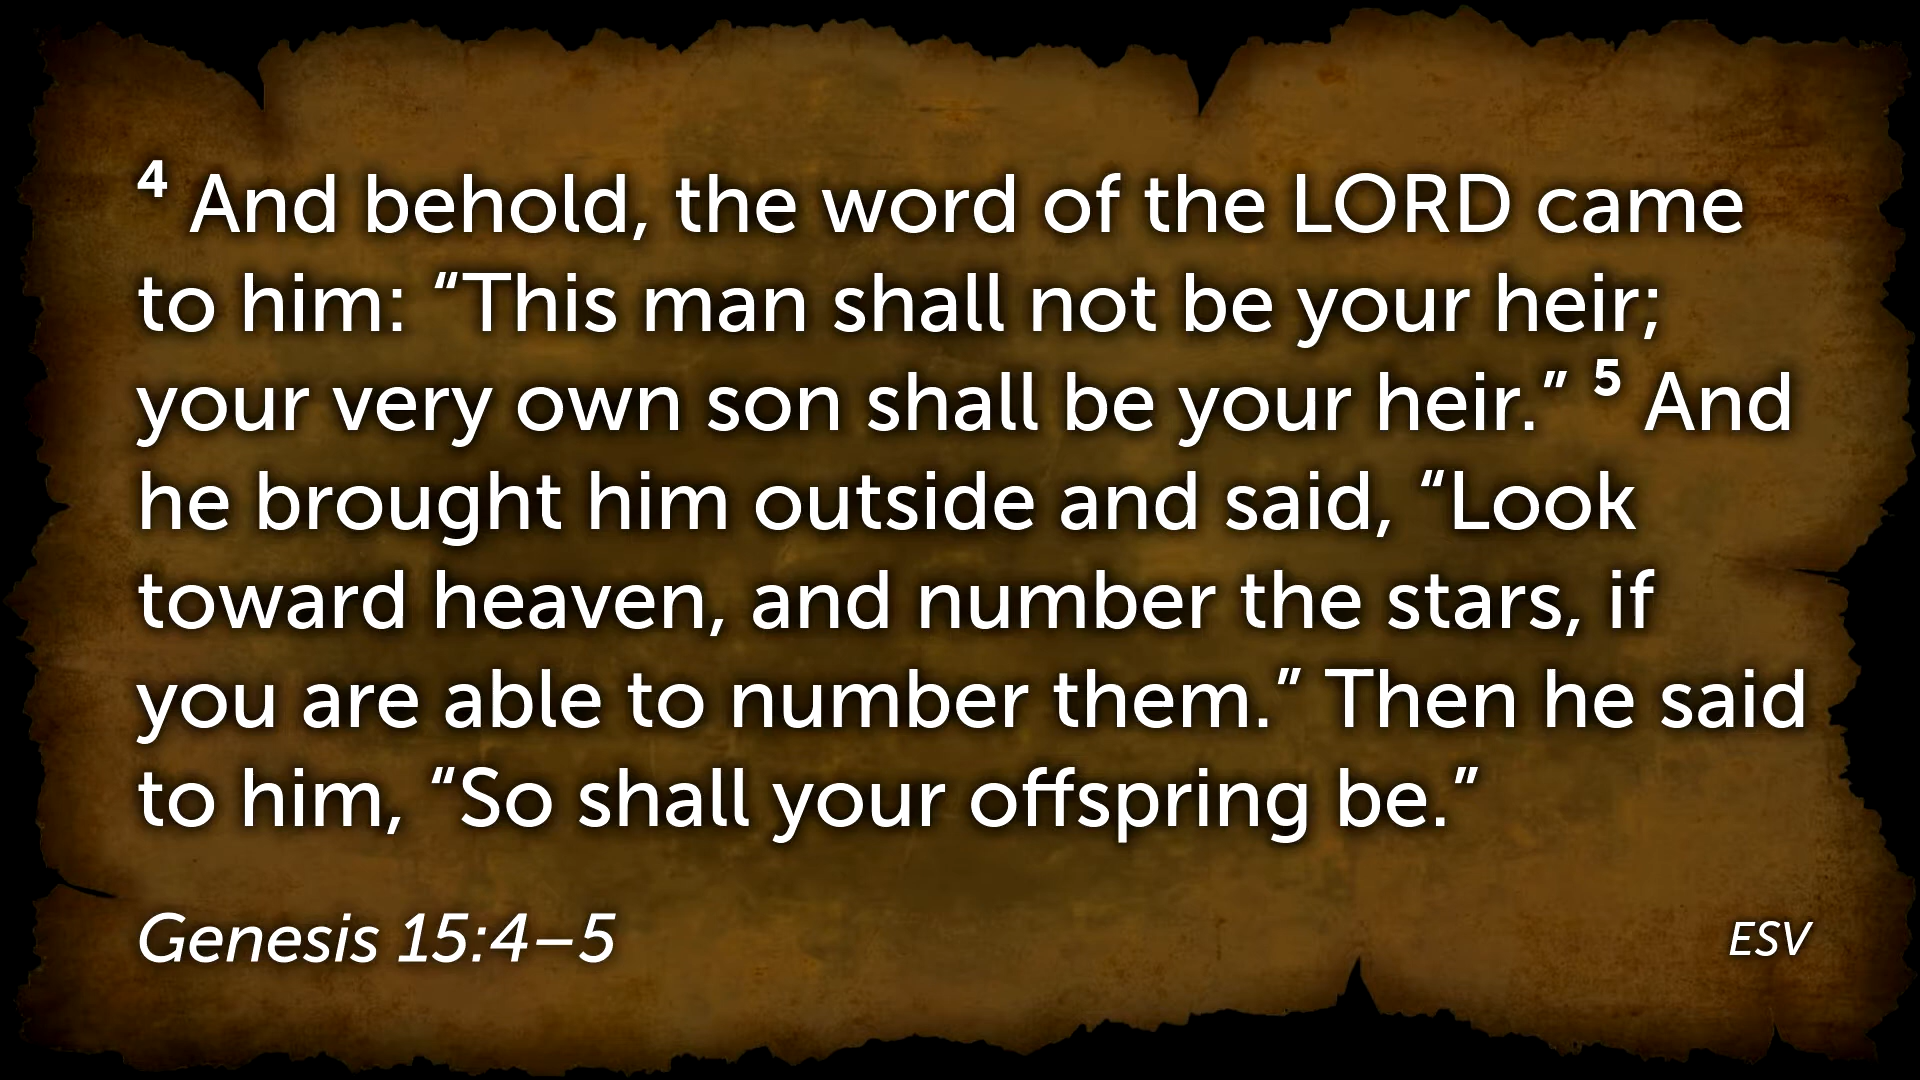 4 And behold, the word of the LORD came
to him: “This man shall not be your heir;
your very own son shall be your heir.” 5 And
he brought him outside and said, “Look
toward heaven, and number the stars, if
you are able to number them.” Then he said
to him, “So shall your offspring be.”
Genesis 15:4–5
ESV